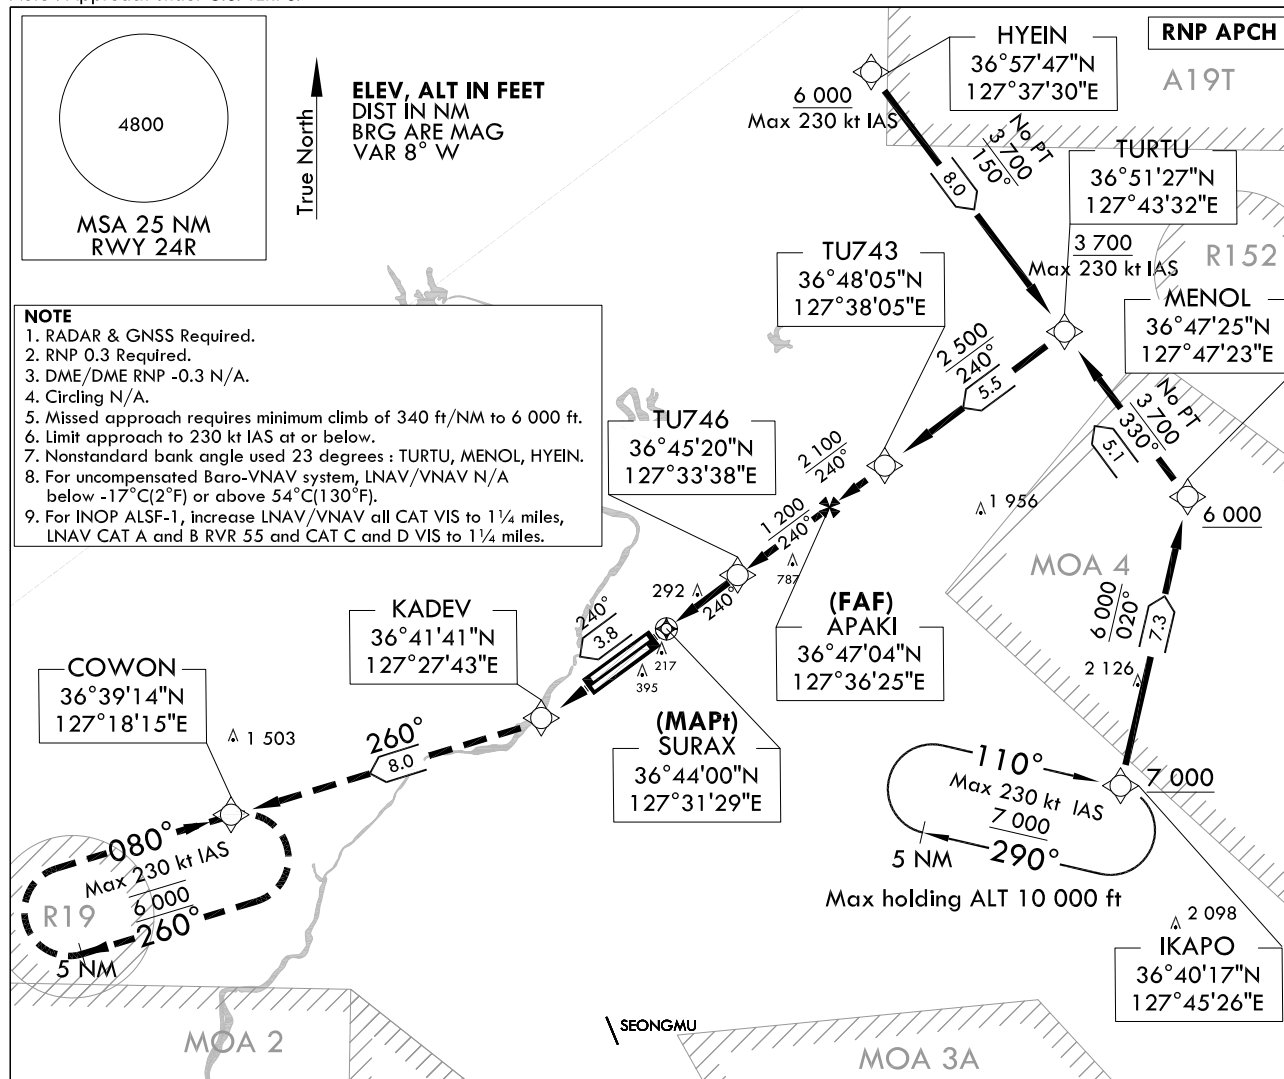 RNP APCH
A19T
HYEIN
36°57'47"N
127°37'30"E
4800
MSA 25 NM
RWY 24R
True North
ELEV, ALT IN FEET
DIST IN NM
BRG ARE MAG
VAR 8° W
6 000
Max 230 kt IAS
No PT
3 700
150°
8.0
TURTU
36°51'27"N
127°43'32"E
3 700
Max 230 kt IAS
R152
TU743
36°48'05"N
127°38'05"E
MENOL
36°47'25"N
127°47'23"E
NOTE
1. RADAR & GNSS Required.
2. RNP 0.3 Required.
3. DME/DME RNP -0.3 N/A.
4. Circling N/A.
5. Missed approach requires minimum climb of 340 ft/NM to 6 000 ft.
6. Limit approach to 230 kt IAS at or below.
7. Nonstandard bank angle used 23 degrees : TURTU, MENOL, HYEIN.
8. For uncompensated Baro-VNAV system, LNAV/VNAV N/A
below -17°C(2°F) or above 54°C(130°F).
9. For INOP ALSF-1, increase LNAV/VNAV all CAT VIS to 1¼ miles,
LNAV CAT A and B RVR 55 and CAT C and D VIS to 1¼ miles.
2 500
240°
5.5
No PT
3 700
330°
5.1
TU746
36°45'20"N
127°33'38"E
2 100
240°
1 200
240°
1 956
6 000
MOA 4
787
292
240°
(FAF)
APAKI
36°47'04"N
127°36'25"E
6 000
020°
7.3
2 126
KADEV
36°41'41"N
127°27'43"E
240°
3.8
217
395
COWON
36°39'14"N
127°18'15"E
1 503
260°
8.0
(MAPt)
SURAX
36°44'00"N
127°31'29"E
110°
Max 230 kt IAS
7 000
290°
5 NM
7 000
Max holding ALT 10 000 ft
080°
Max 230 kt IAS
6 000
260°
R19
5 NM
2 098
IKAPO
36°40'17"N
127°45'26"E
SEONGMU
MOA 2
MOA 3A